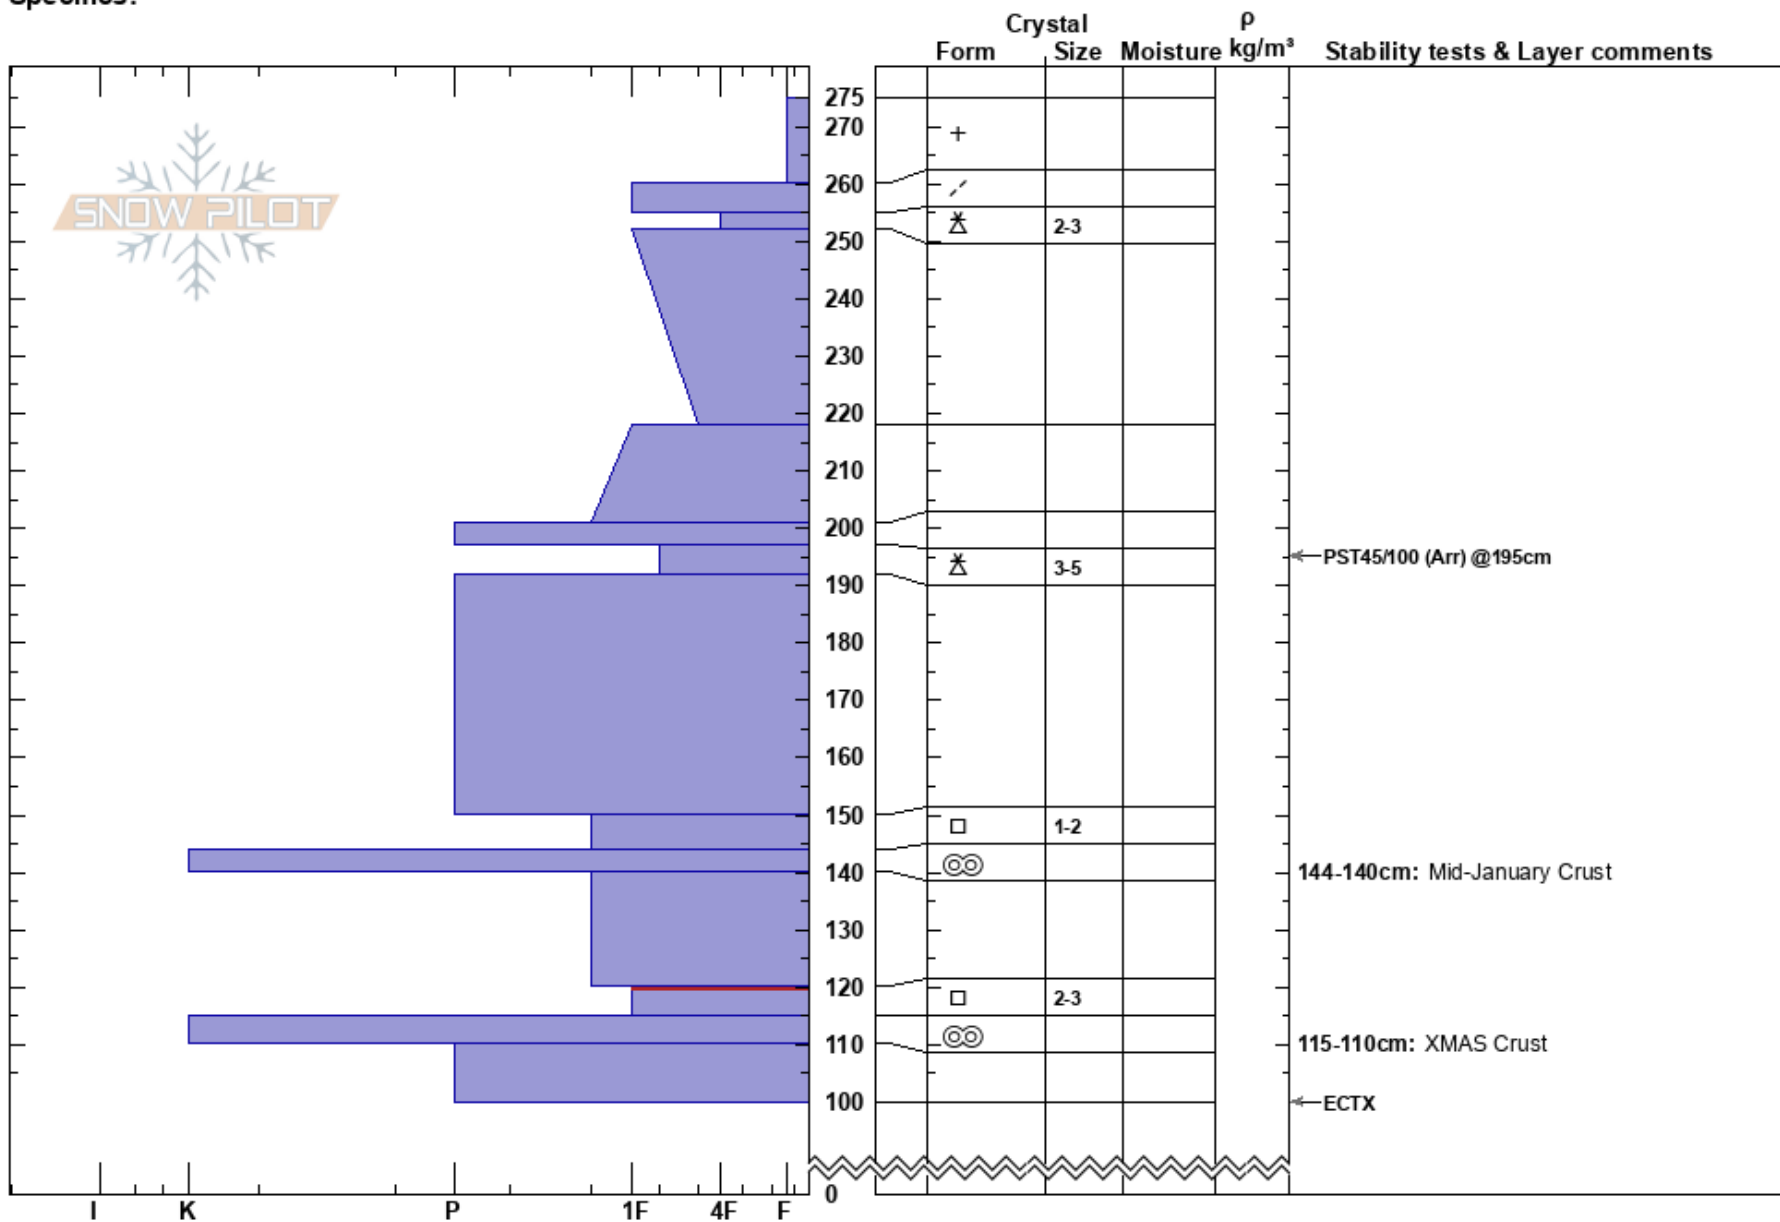 Specifics:
Crystal ρ
Form Size Moisture kg/m³ Stability tests & Layer comments
SNOW PILOT
275
270
+
260
2-3
250
240
230
220
210
200
PST45/100 (Arr) @195cm
3-5
190
180
170
160
150
1-2
140
144-140cm: Mid-January Crust
130
120
2-3
110
115-110cm: XMAS Crust
100
ECTX
0
I K P 1F 4F F